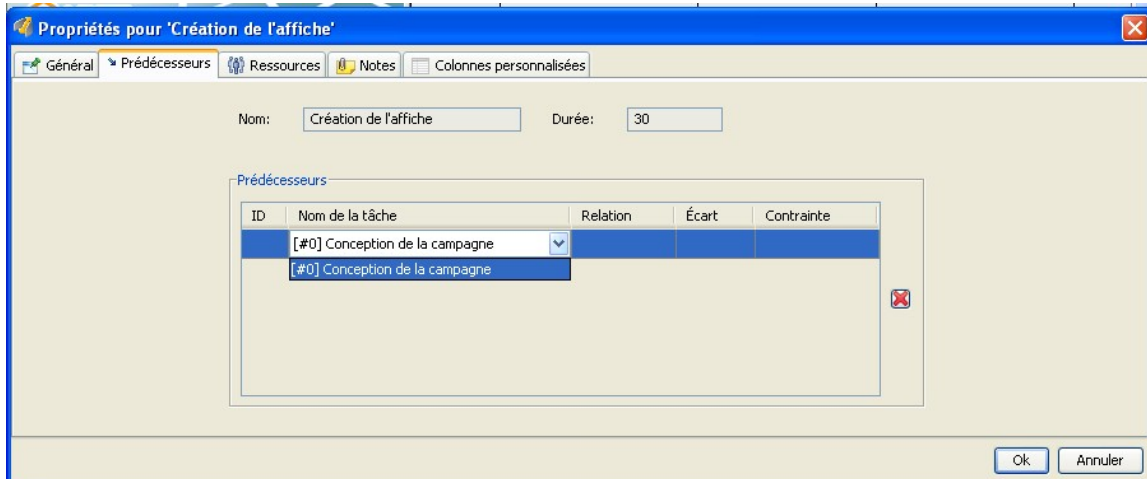 Propriétés pour 'Création de l'affiche'
Général Prédécesseurs Ressources Notes Colonnes personnalisées
Nom: Création de l'affiche Durée: 30
Prédécesseurs
ID Nom de la tâche Relation Écart Contrainte
[#0] Conception de la campagne
[#0] Conception de la campagne
Ok Annuler